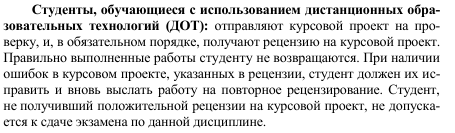 Студенты, обучающиеся с использованием дистанционных обра-
зовательных технологий (ДОТ): отправляют курсовой проект на про-
верку, и, в обязательном порядке, получают рецензию на курсовой проект.
Правильно выполненные работы студенту не возвращаются. При наличии
ошибок в курсовом проекте, указанных в рецензии, студент должен их ис-
править и вновь выслать работу на повторное рецензирование. Студент,
не получивший положительной рецензии на курсовой проект, не допуска-
ется к сдаче экзамена по данной дисциплине.